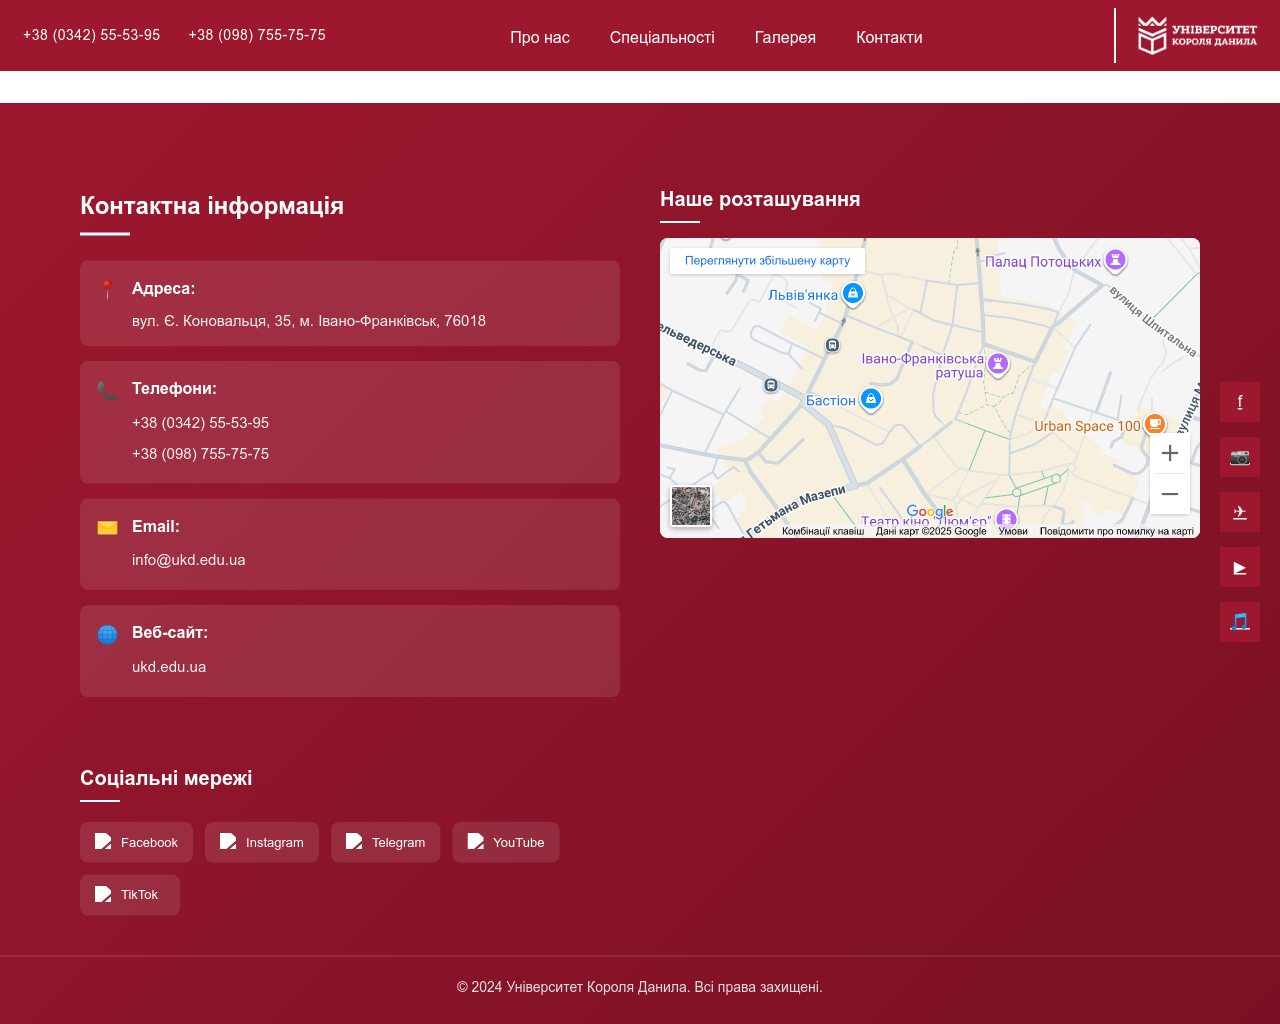 +38 (0342) 55-53-95
+38 (098) 755-75-75
Про нас
Спеціальності
Галерея
Контакти
УНІВЕРСИТЕТ
КОРОЛЯ ДАНИЛА
Контактна інформація
Адреса:
вул. Є. Коновальця, 35, м. Івано-Франківськ, 76018
Телефони:
+38 (0342) 55-53-95
+38 (098) 755-75-75
Email:
info@ukd.edu.ua
Веб-сайт:
ukd.edu.ua
Наше розташування
Переглянути збільшену карту
Палац Потоцьких
Львів'янка
вулиця Шпитальна
ельведерська
Івано-Франківська
ратуша
Бастіон
Urban Space 100
вулиця М
Гетьмана Мазепи
Google
Театр кіно "Люм'єр"
Комбінації клавіш
Дані карт ©2025 Google
Умови
Повідомити про помилку на карті
f
Соціальні мережі
Facebook
Instagram
Telegram
YouTube
TikTok
© 2024 Університет Короля Данила. Всі права захищені.